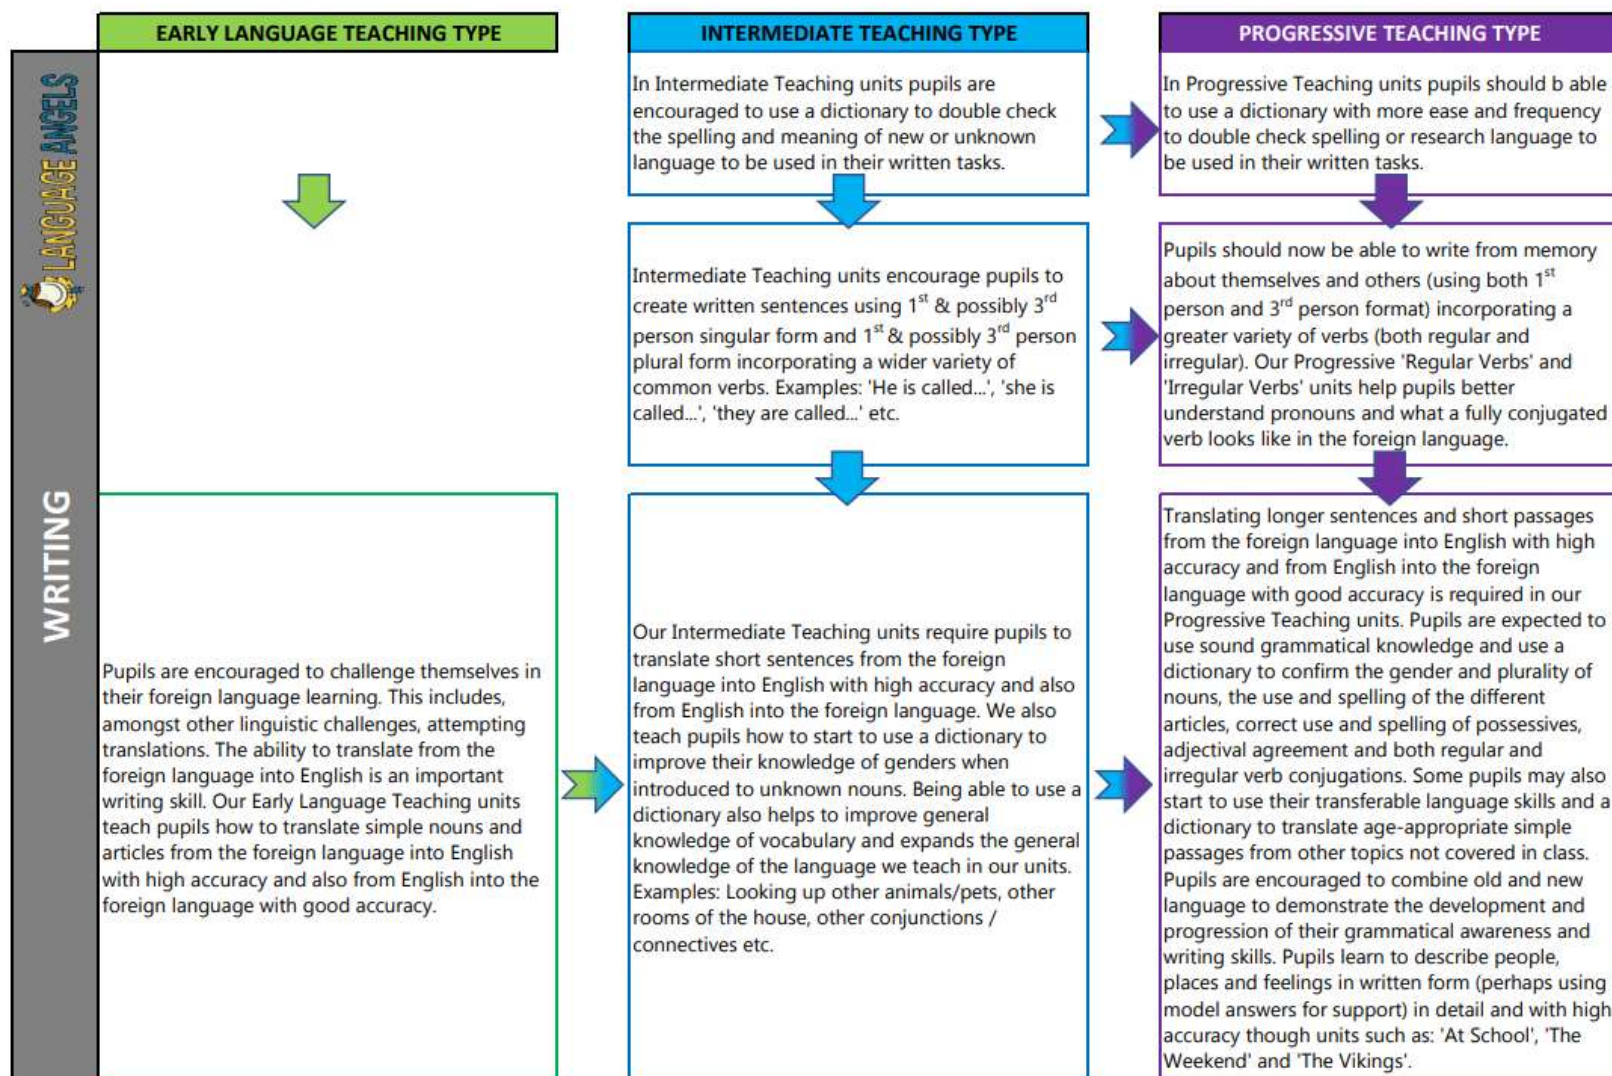 EARLY LANGUAGE TEACHING TYPE
INTERMEDIATE TEACHING TYPE
PROGRESSIVE TEACHING TYPE
LANGUAGE ANGELS
WRITING
In Intermediate Teaching units pupils are
encouraged to use a dictionary to double check
the spelling and meaning of new or unknown
language to be used in their written tasks.
In Progressive Teaching units pupils should b able
to use a dictionary with more ease and frequency
to double check spelling or research language to
be used in their written tasks.
Intermediate Teaching units encourage pupils to
create written sentences using 1st & possibly 3rd
person singular form and 1st & possibly 3rd person
plural form incorporating a wider variety of
common verbs. Examples: 'He is called...', 'she is
called...', 'they are called...' etc.
Pupils should now be able to write from memory
about themselves and others (using both 1st
person and 3rd person format) incorporating a
greater variety of verbs (both regular and
irregular). Our Progressive 'Regular Verbs' and
'Irregular Verbs' units help pupils better
understand pronouns and what a fully conjugated
verb looks like in the foreign language.
Pupils are encouraged to challenge themselves in
their foreign language learning. This includes,
amongst other linguistic challenges, attempting
translations. The ability to translate from the
foreign language into English is an important
writing skill. Our Early Language Teaching units
teach pupils how to translate simple nouns and
articles from the foreign language into English
with high accuracy and also from English into the
foreign language with good accuracy.
Our Intermediate Teaching units require pupils to
translate short sentences from the foreign
language into English with high accuracy and also
from English into the foreign language. We also
teach pupils how to start to use a dictionary to
improve their knowledge of genders when
introduced to unknown nouns. Being able to use a
dictionary also helps to improve general
knowledge of vocabulary and expands the general
knowledge of the language we teach in our units.
Examples: Looking up other animals/pets, other
rooms of the house, other conjunctions /
connectives etc.
Translating longer sentences and short passages
from the foreign language into English with high
accuracy and from English into the foreign
language with good accuracy is required in our
Progressive Teaching units. Pupils are expected to
use sound grammatical knowledge and use a
dictionary to confirm the gender and plurality of
nouns, the use and spelling of the different
articles, correct use and spelling of possessives,
adjectival agreement and both regular and
irregular verb conjugations. Some pupils may also
start to use their transferable language skills and a
dictionary to translate age-appropriate simple
passages from other topics not covered in class.
Pupils are encouraged to combine old and new
language to demonstrate the development and
progression of their grammatical awareness and
writing skills. Pupils learn to describe people,
places and feelings in written form (perhaps using
model answers for support) in detail and with high
accuracy though units such as: 'At School', 'The
Weekend' and 'The Vikings'.